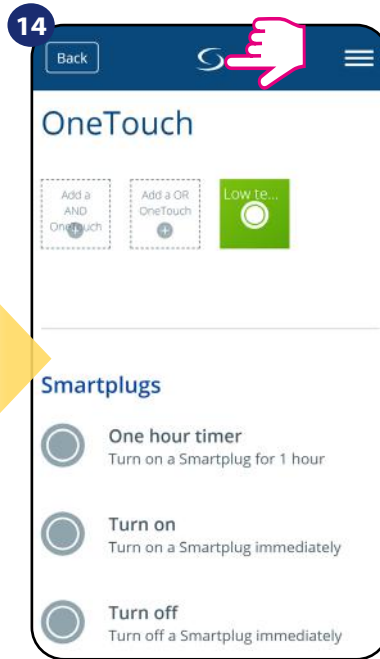 14
Back
OneTouch
Add a
AND
OneTouch
Add a OR
OneTouch
Low te...
Smartplugs
One hour timer
Turn on a Smartplug for 1 hour
Turn on
Turn on a Smartplug immediately
Turn off
Turn off a Smartplug immediately